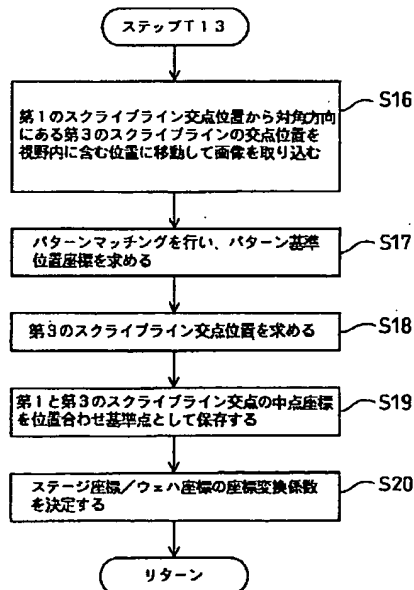 ステップT13
第1のスクライブライン交点位置から対角方向
にある第3のスクライブラインの交点位置を
視野内に含む位置に移動して画像を取り込む
S16
パターンマッチングを行い、パターン基準
位置座標を求める
S17
第3のスクライブライン交点位置を求める
S18
第1と第3のスクライブライン交点の中点座標
を位置合わせ基準点として保存する
S19
ステージ座標/ウェハ座標の座標変換係数
を決定する
S20
リターン